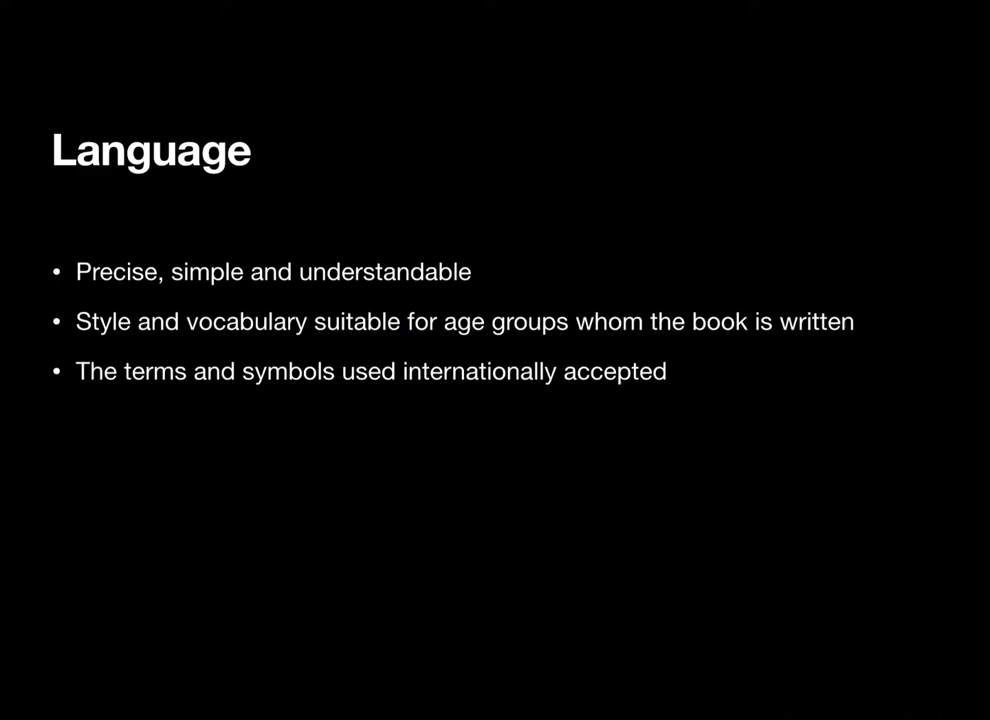 Language
• Precise, simple and understandable
• Style and vocabulary suitable for age groups whom the book is written
• The terms and symbols used internationally accepted